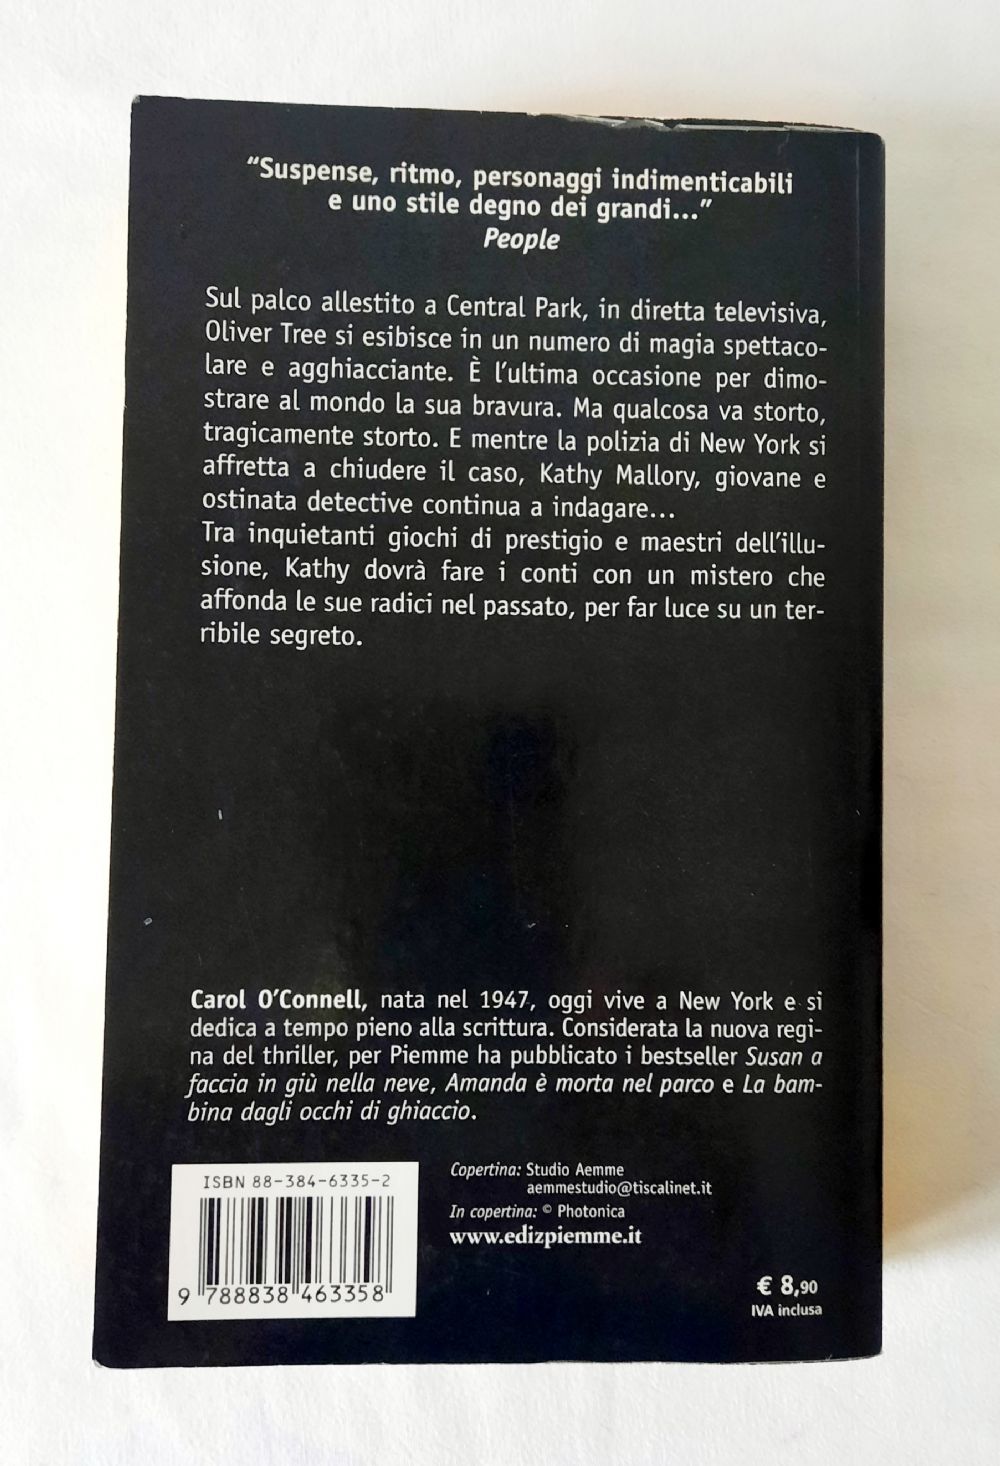 “Suspense, ritmo, personaggi indimenticabili
e uno stile degno dei grandi...”
People
Sul palco allestito a Central Park, in diretta televisiva,
Oliver Tree si esibisce in un numero di magia spettaco-
lare e agghiacciante. È l’ultima occasione per dimo-
strare al mondo la sua bravura. Ma qualcosa va storto,
tragicamente storto. E mentre la polizia di New York si
affretta a chiudere il caso, Kathy Mallory, giovane e
ostinata detective continua a indagare...
Tra inquietanti giochi di prestigio e maestri dell’illu-
sione, Kathy dovrà fare i conti con un mistero che
affonda le sue radici nel passato, per far luce su un ter-
ribile segreto.
Carol O’Connell, nata nel 1947, oggi vive a New York e si
dedica a tempo pieno alla scrittura. Considerata la nuova regi-
na del thriller, per Piemme ha pubblicato i bestseller Susan a
faccia in giù nella neve, Amanda è morta nel parco e La bam-
bina dagli occhi di ghiaccio.
ISBN 88-384-6335-2
9 788838 463358
Copertina: Studio Aemme
aemmestudio@tiscalinet.it
In copertina: © Photonica
www.edizpiemme.it
€ 8,90
IVA inclusa